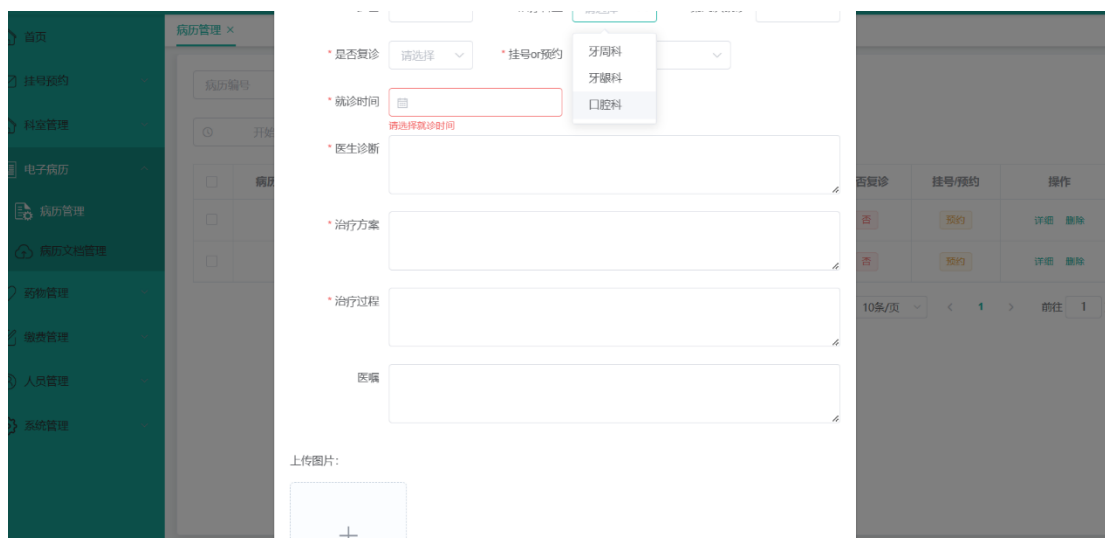 首页
病历管理 ×
挂号预约
科室管理
电子病历
病历管理
病历文档管理
药物管理
缴费管理
人员管理
系统管理
病历编号
开始
病历
* 是否复诊 请选择 * 挂号or预约
牙周科
牙龈科
口腔科
* 就诊时间
请选择就诊时间
* 医生诊断
* 治疗方案
* 治疗过程
医嘱
上传图片:
否复诊 挂号/预约 操作
否 预约 详细 删除
否 预约 详细 删除
10条/页 < 1 > 前往 1